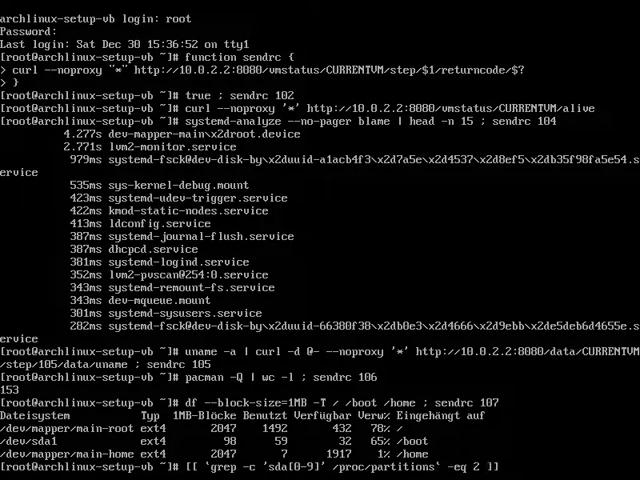 archlinux-setup-vb login: root
Password:
Last login: Sat Dec 30 15:36:52 on tty1
[root@archlinux-setup-vb ~]# function sendrc {
> curl --noproxy "*" http://10.0.2.2:8080/vmstatus/CURRENTVM/step/$1/returncode/$?
> }
[root@archlinux-setup-vb ~]# true ; sendrc 102
[root@archlinux-setup-vb ~]# curl --noproxy '*' http://10.0.2.2:8080/vmstatus/CURRENTVM/alive
[root@archlinux-setup-vb ~]# systemd-analyze --no-pager blame | head -n 15 ; sendrc 104
4.277s dev-mapper-main\x2droot.device
2.771s lvm2-monitor.service
979ms systemd-fsck@dev-disk-by\x2duuid-a1acb4f3\x2d7a5e\x2d4537\x2d8ef5\x2db35f98fa5e54.s
ervice
535ms sys-kernel-debug.mount
423ms systemd-udev-trigger.service
422ms kmod-static-nodes.service
413ms ldconfig.service
387ms systemd-journal-flush.service
387ms dhcpcd.service
381ms systemd-logind.service
352ms lvm2-pvscan@254:0.service
343ms systemd-remount-fs.service
343ms dev-mqueue.mount
301ms systemd-sysusers.service
282ms systemd-fsck@dev-disk-by\x2duuid-66380f38\x2db0e3\x2d4666\x2d9ebb\x2de5deb6d4655e.s
ervice
[root@archlinux-setup-vb ~]# uname -a | curl -d @- --noproxy '*' http://10.0.2.2:8080/data/CURRENTVM
/step/105/data/uname ; sendrc 105
[root@archlinux-setup-vb ~]# pacman -Q | wc -l ; sendrc 106
153
[root@archlinux-setup-vb ~]# df --block-size=1MB -T / /boot /home ; sendrc 107
Dateisystem Typ 1MB-Blöcke Benutzt Verfügbar Verw% Eingehängt auf
/dev/mapper/main-root ext4 2047 1492 432 78% /
/dev/sda1 ext4 98 59 32 65% /boot
/dev/mapper/main-home ext4 2047 7 1917 1% /home
[root@archlinux-setup-vb ~]# [[ `grep -c 'sda[0-9]' /proc/partitions` -eq 2 ]]